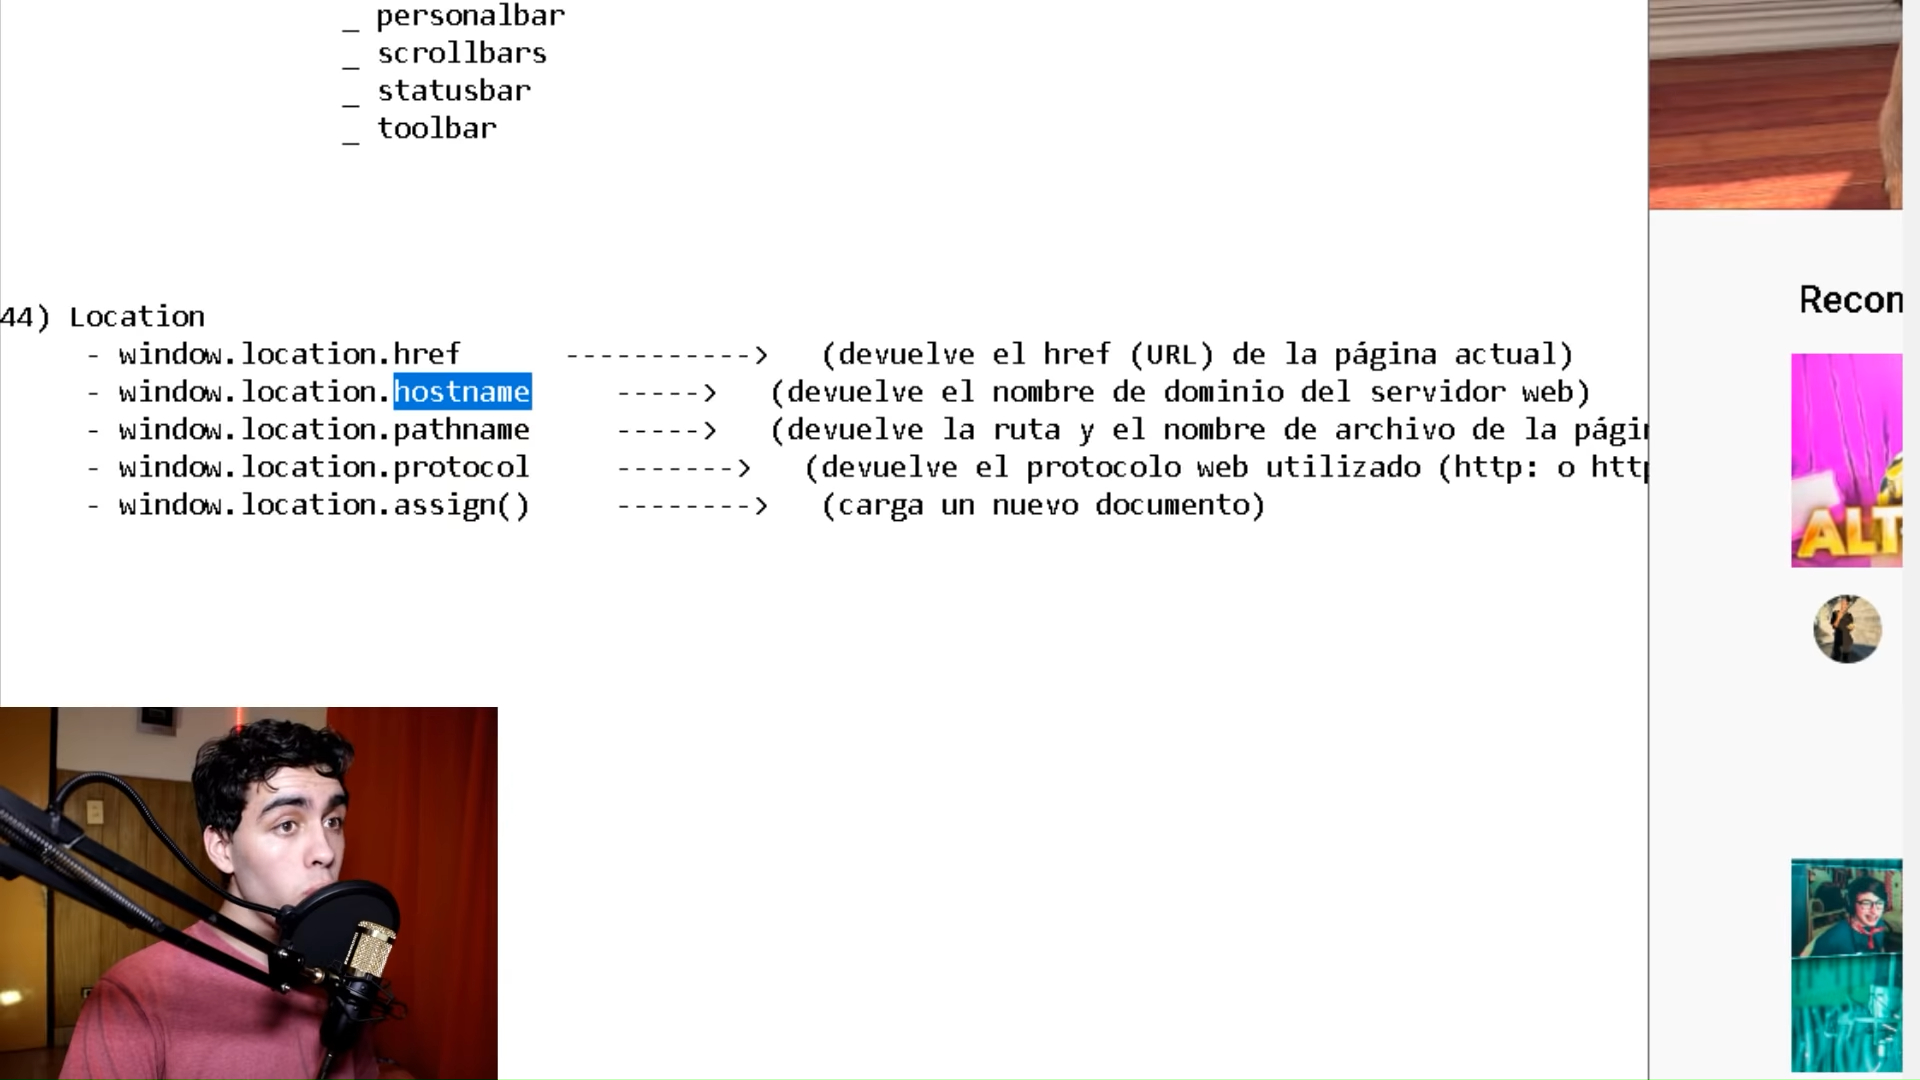 _ personalbar
_ scrollbars
_ statusbar
_ toolbar
44) Location
- window.location.href -----------> (devuelve el href (URL) de la página actual)
- window.location.hostname -----> (devuelve el nombre de dominio del servidor web)
- window.location.pathname -----> (devuelve la ruta y el nombre de archivo de la págin
- window.location.protocol -------> (devuelve el protocolo web utilizado (http: o http
- window.location.assign() --------> (carga un nuevo documento)
Recom
ALT